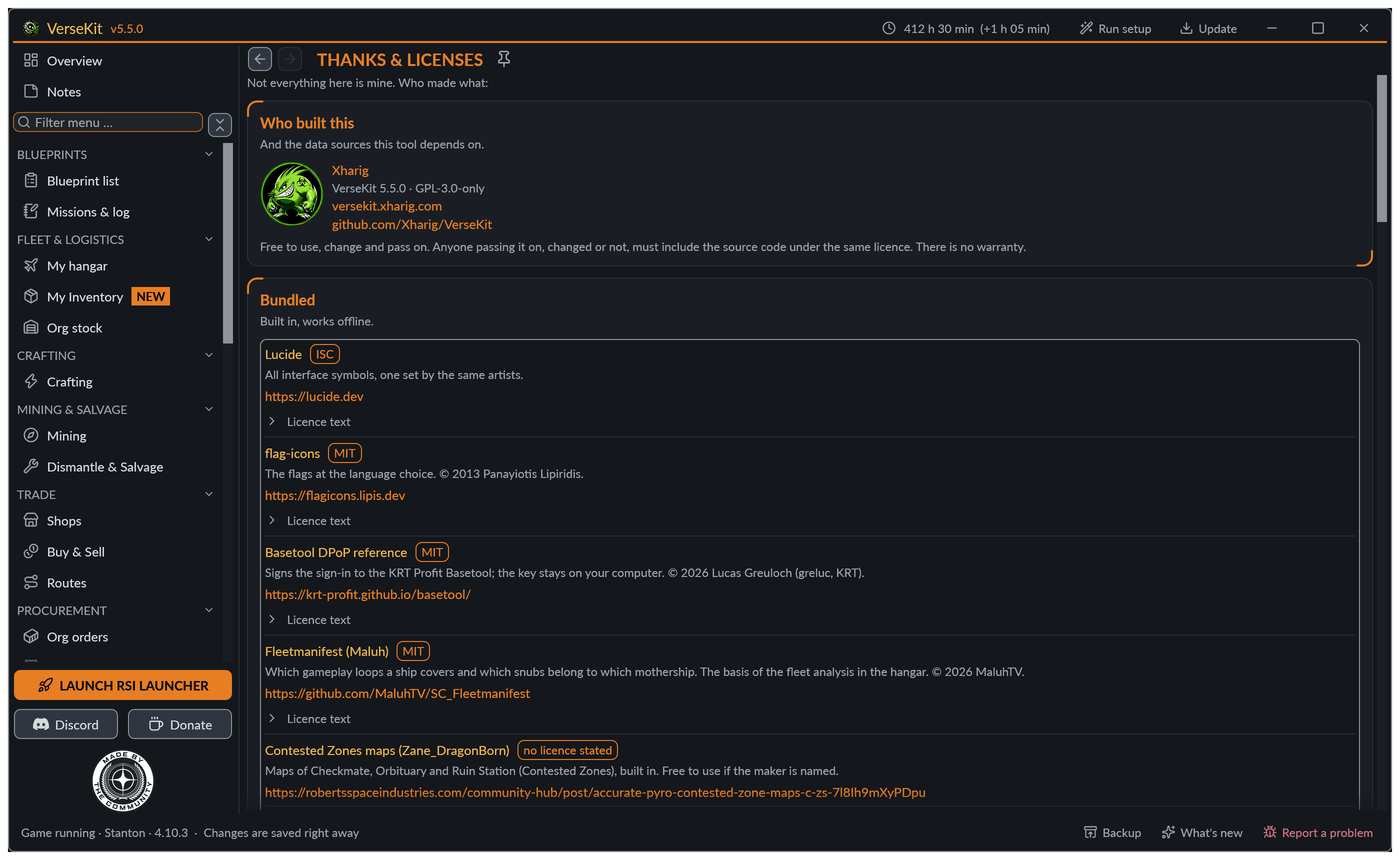 VerseKit v5.5.0
412 h 30 min (+1 h 05 min)
Run setup
Update
Overview
Notes
Filter menu ...
BLUEPRINTS
Blueprint list
Missions & log
FLEET & LOGISTICS
My hangar
My Inventory NEW
Org stock
CRAFTING
Crafting
MINING & SALVAGE
Mining
Dismantle & Salvage
TRADE
Shops
Buy & Sell
Routes
PROCUREMENT
Org orders
LAUNCH RSI LAUNCHER
Discord
Donate
MADE BY
THE COMMUNITY
THANKS & LICENSES
Not everything here is mine. Who made what:
Who built this
And the data sources this tool depends on.
Xharig
VerseKit 5.5.0 · GPL-3.0-only
versekit.xharig.com
github.com/Xharig/VerseKit
Free to use, change and pass on. Anyone passing it on, changed or not, must include the source code under the same licence. There is no warranty.
Bundled
Built in, works offline.
Lucide ISC
All interface symbols, one set by the same artists.
https://lucide.dev
Licence text
flag-icons MIT
The flags at the language choice. © 2013 Panayiotis Lipiridis.
https://flagicons.lipis.dev
Licence text
Basetool DPoP reference MIT
Signs the sign-in to the KRT Profit Basetool; the key stays on your computer. © 2026 Lucas Greuloch (greluc, KRT).
https://krt-profit.github.io/basetool/
Licence text
Fleetmanifest (Maluh) MIT
Which gameplay loops a ship covers and which snubs belong to which mothership. The basis of the fleet analysis in the hangar. © 2026 MaluhTV.
https://github.com/MaluhTV/SC_Fleetmanifest
Licence text
Contested Zones maps (Zane_DragonBorn) no licence stated
Maps of Checkmate, Orbituary and Ruin Station (Contested Zones), built in. Free to use if the maker is named.
https://robertsspaceindustries.com/community-hub/post/accurate-pyro-contested-zone-maps-c-zs-7l8Ih9mXyPDpu
Game running · Stanton · 4.10.3 · Changes are saved right away
Backup
What's new
Report a problem